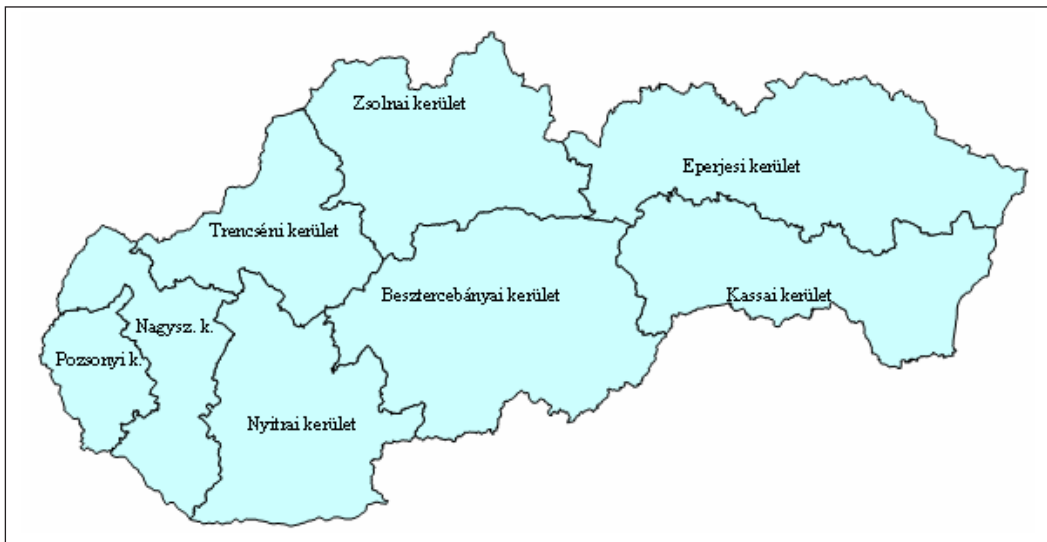 Zsolnai kerület
Eperjesi kerület
Trencséni kerület
Besztercebányai kerület
Kassai kerület
Nagysz. k.
Pozsonyi k.
Nyitrai kerület